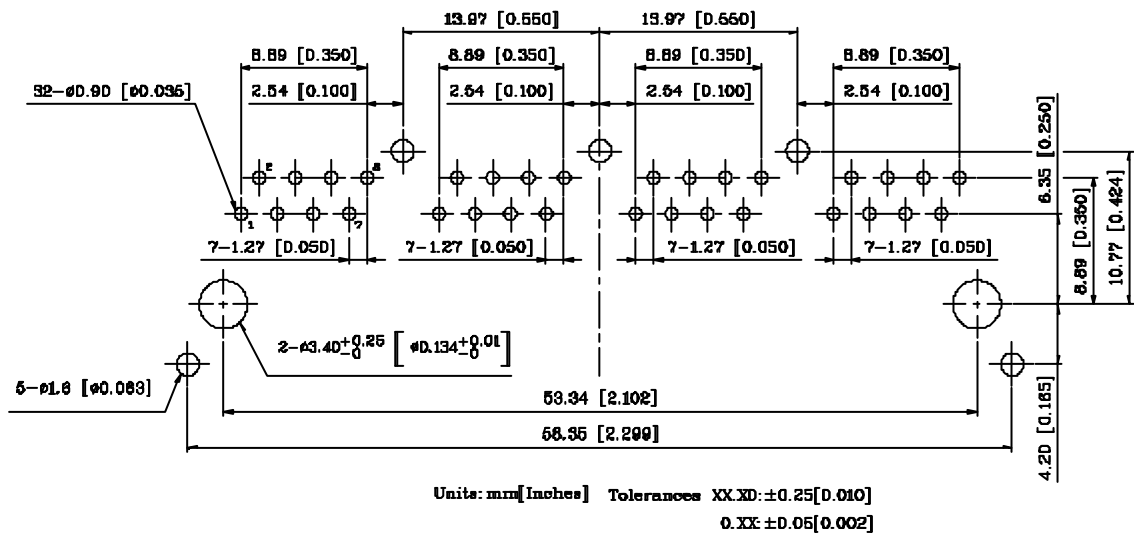 13.97 [0.550] 13.97 [0.550]
8.89 [0.350] 8.89 [0.350] 8.89 [0.350] 8.89 [0.350]
32-ø0.90 [ø0.035] 2.54 [0.100] 2.54 [0.100] 2.54 [0.100] 2.54 [0.100]
2 8
1 7
7-1.27 [0.050] 7-1.27 [0.050] 7-1.27 [0.050] 7-1.27 [0.050]
6.35 [0.250]
8.89 [0.350]
10.77 [0.424]
2-ø3.40+0.25 -0 [ø0.134+0.01 -0]
5-ø1.6 [ø0.063]
53.34 [2.102]
58.35 [2.299]
4.20 [0.165]
Units: mm[Inches] Tolerances XX.X0:±0.25[0.010]
0.XX:±0.05[0.002]